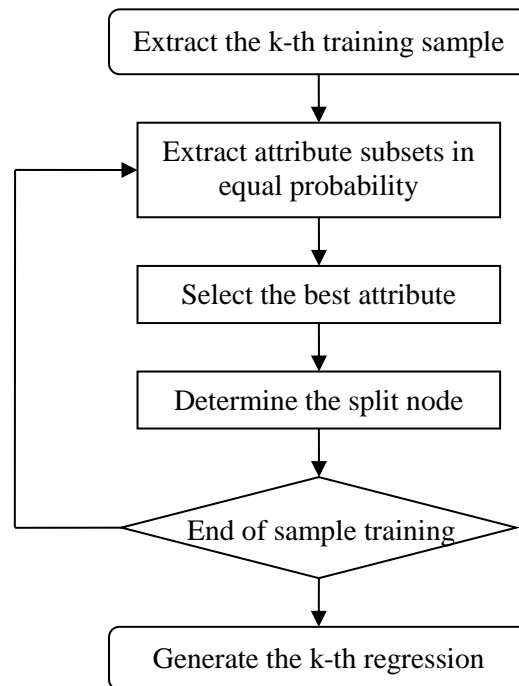 Extract the k-th training sample
Extract attribute subsets in
equal probability
Select the best attribute
Determine the split node
End of sample training
Generate the k-th regression